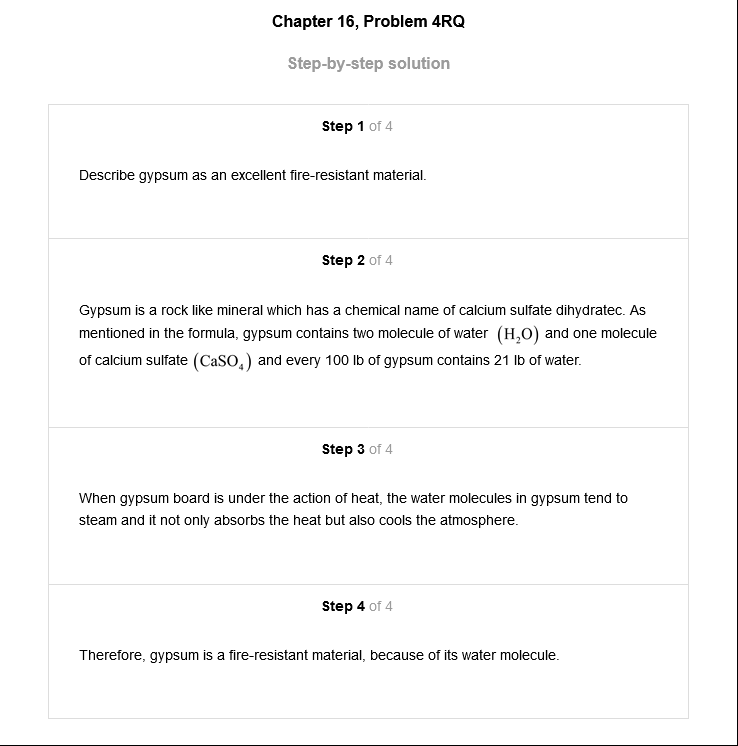 Chapter 16, Problem 4RQ
Step-by-step solution
Step 1 of 4
Describe gypsum as an excellent fire-resistant material.
Step 2 of 4
Gypsum is a rock like mineral which has a chemical name of calcium sulfate dihydratec. As
mentioned in the formula, gypsum contains two molecule of water (H₂O) and one molecule
of calcium sulfate (CaSO₄) and every 100 lb of gypsum contains 21 lb of water.
Step 3 of 4
When gypsum board is under the action of heat, the water molecules in gypsum tend to
steam and it not only absorbs the heat but also cools the atmosphere.
Step 4 of 4
Therefore, gypsum is a fire-resistant material, because of its water molecule.